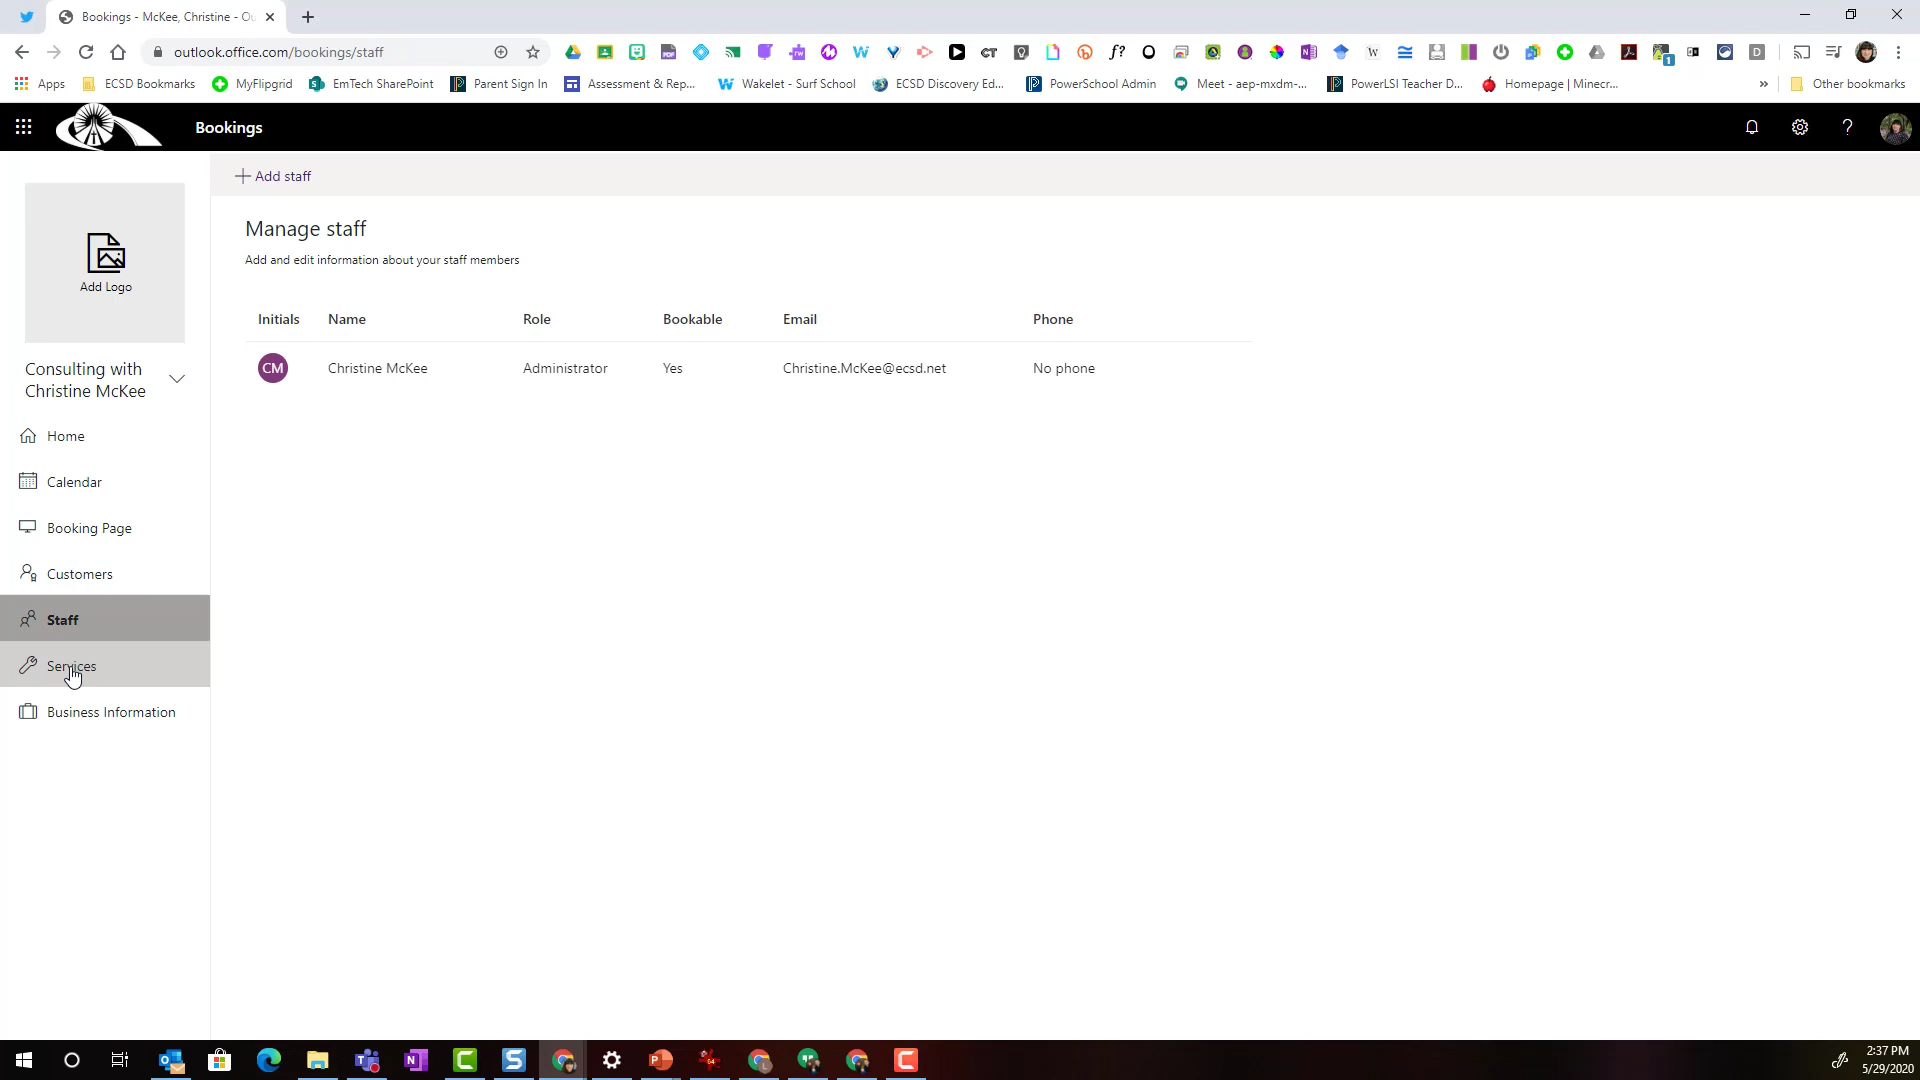 Bookings - McKee, Christine - Ou
outlook.office.com/bookings/staff
Apps
ECSD Bookmarks
MyFlipgrid
EmTech SharePoint
Parent Sign In
Assessment & Rep...
Wakelet - Surf School
ECSD Discovery Ed...
PowerSchool Admin
Meet - aep-mxdm-...
PowerLSI Teacher D...
Homepage | Minecr...
»
Other bookmarks
Bookings
?
+ Add staff
Add Logo
Consulting with
Christine McKee
Home
Calendar
Booking Page
Customers
Staff
Services
Business Information
Manage staff
Add and edit information about your staff members
Initials Name Role Bookable Email Phone
CM Christine McKee Administrator Yes Christine.McKee@ecsd.net No phone
2:37 PM
5/29/2020